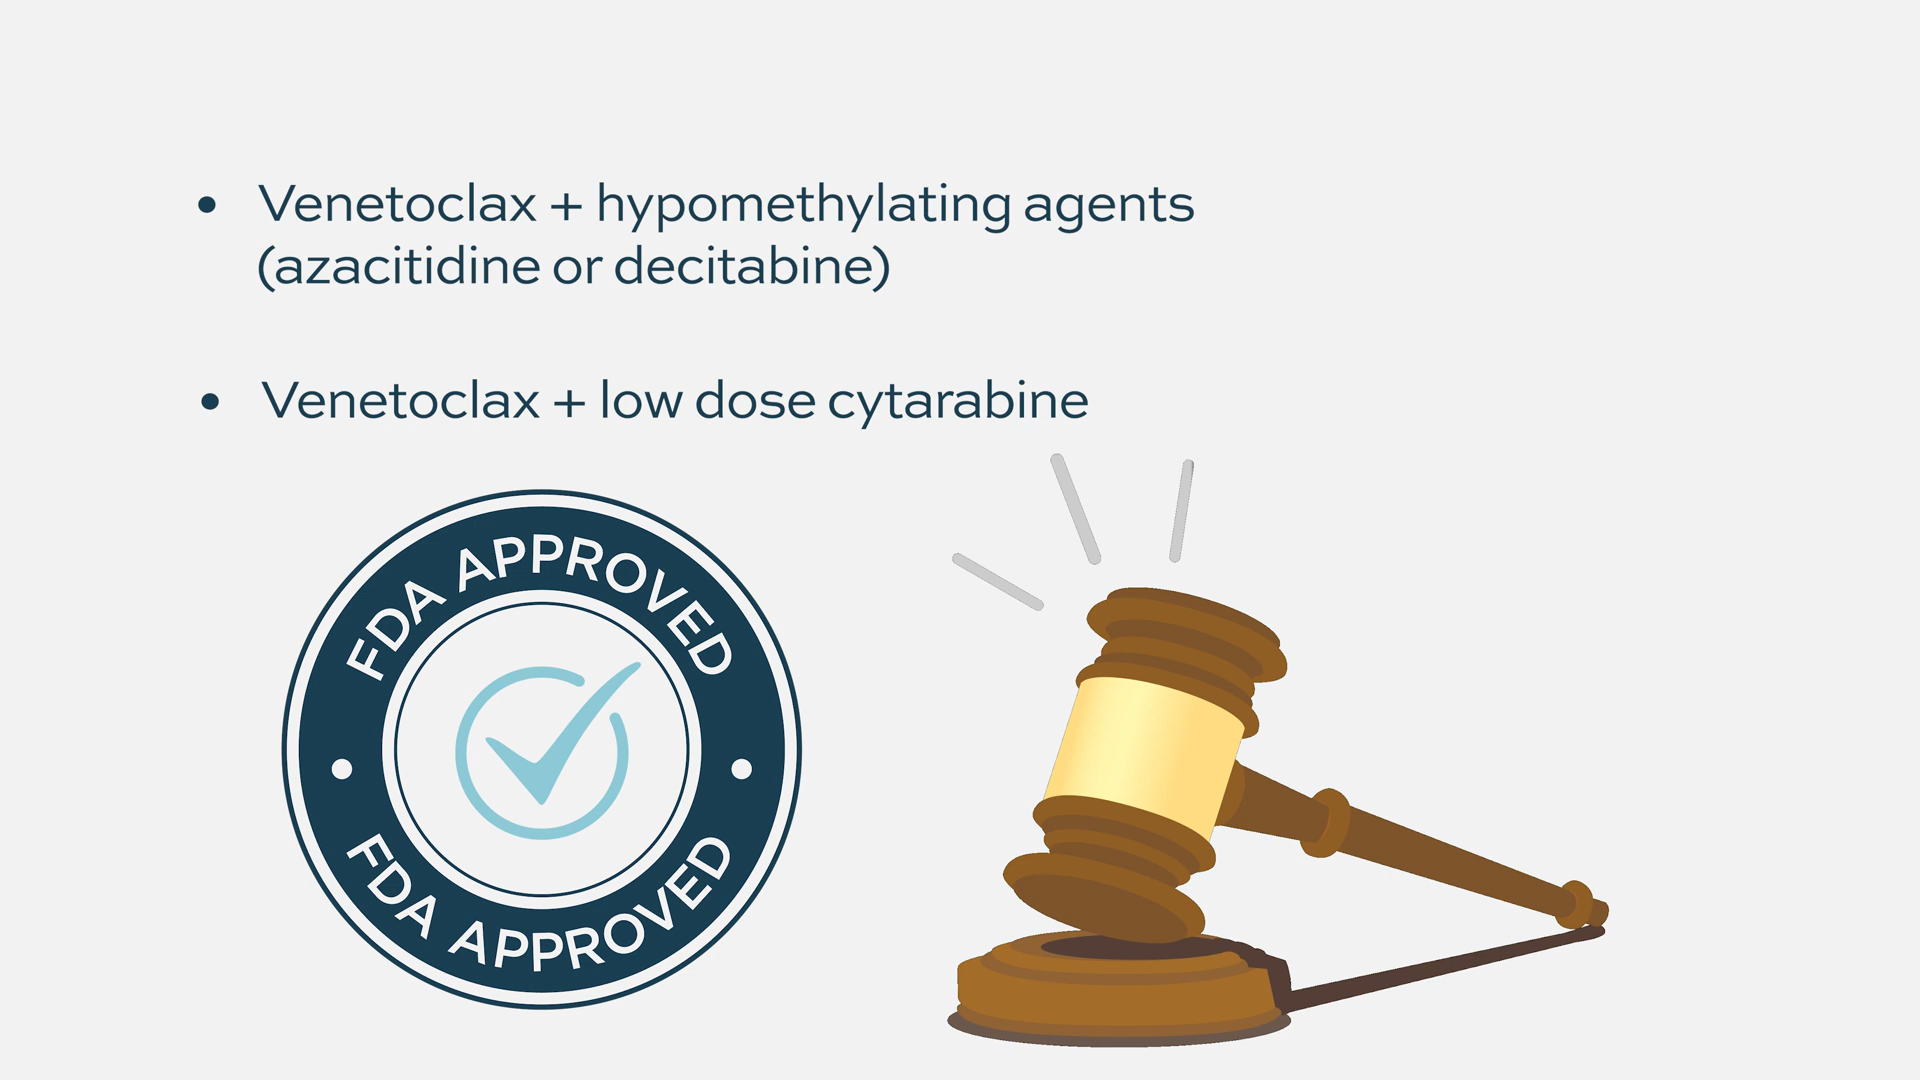 • Venetoclax + hypomethylating agents
(azacitidine or decitabine)
• Venetoclax + low dose cytarabine
FDA APPROVED
FDA APPROVED